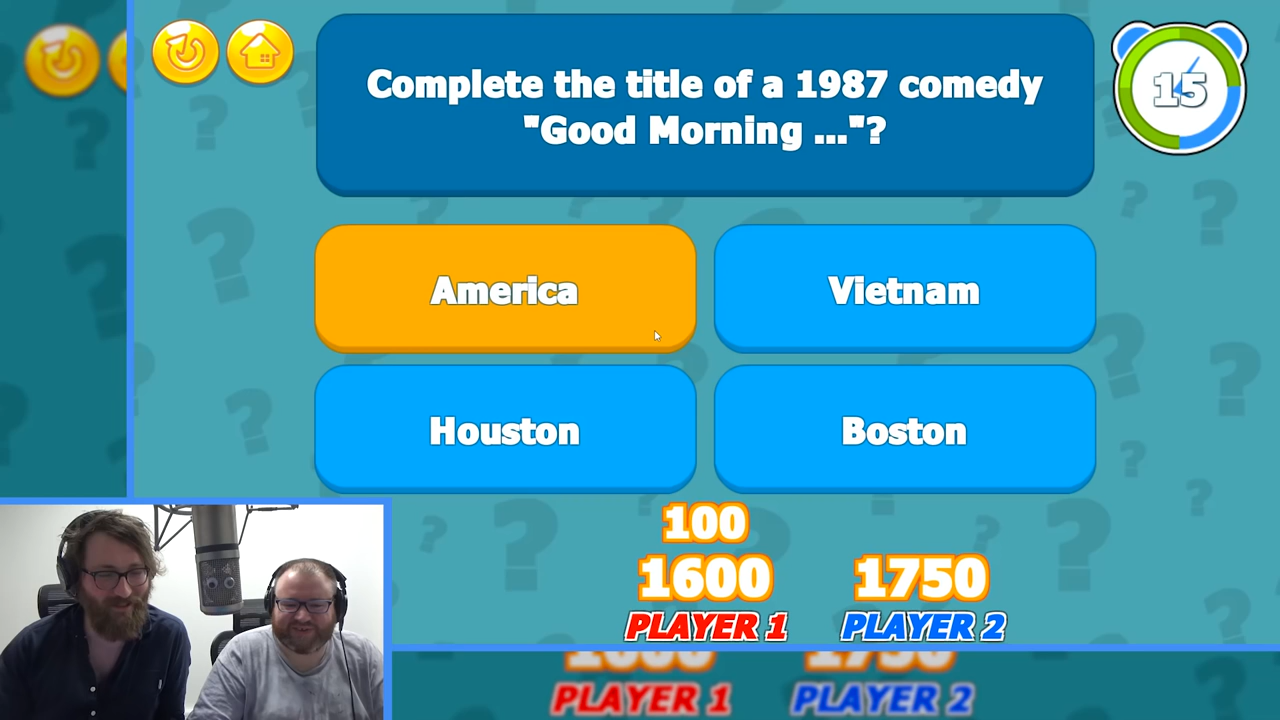 Complete the title of a 1987 comedy
"Good Morning ..."?
15
America
Vietnam
Houston
Boston
100
1600
1750
PLAYER 1
PLAYER 2
PLAYER 1
PLAYER 2